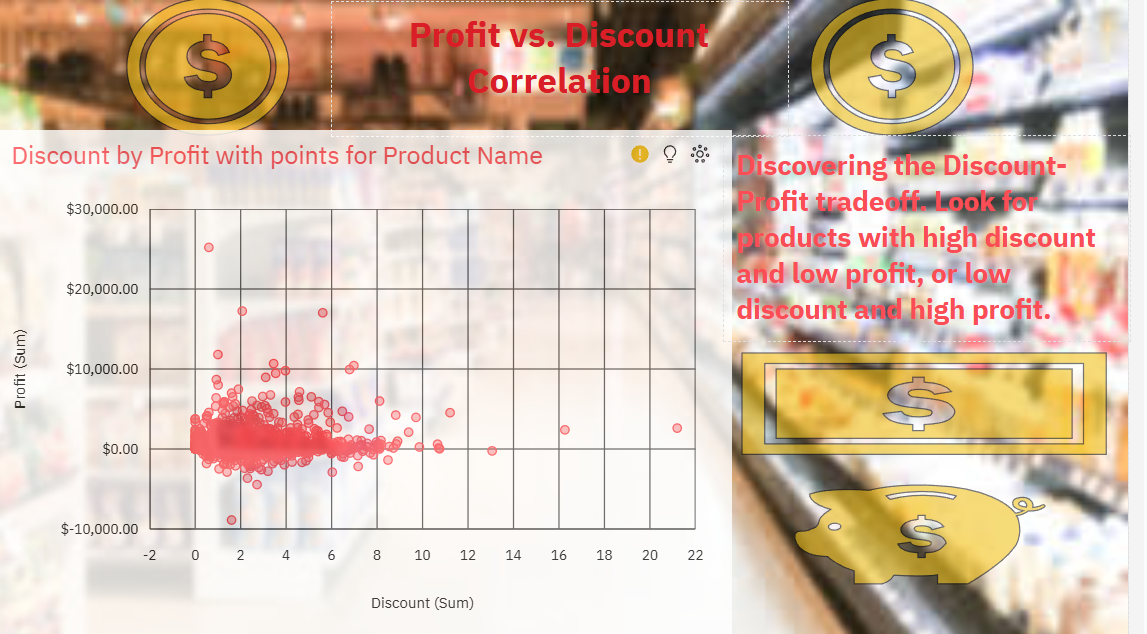 $
Profit vs. Discount
Correlation
$
Discount by Profit with points for Product Name
!
Discovering the Discount-
Profit tradeoff. Look for
products with high discount
and low profit, or low
discount and high profit.
Profit (Sum)
$30,000.00
$20,000.00
$10,000.00
$0.00
$-10,000.00
-2 0 2 4 6 8 10 12 14 16 18 20 22
Discount (Sum)
$
$